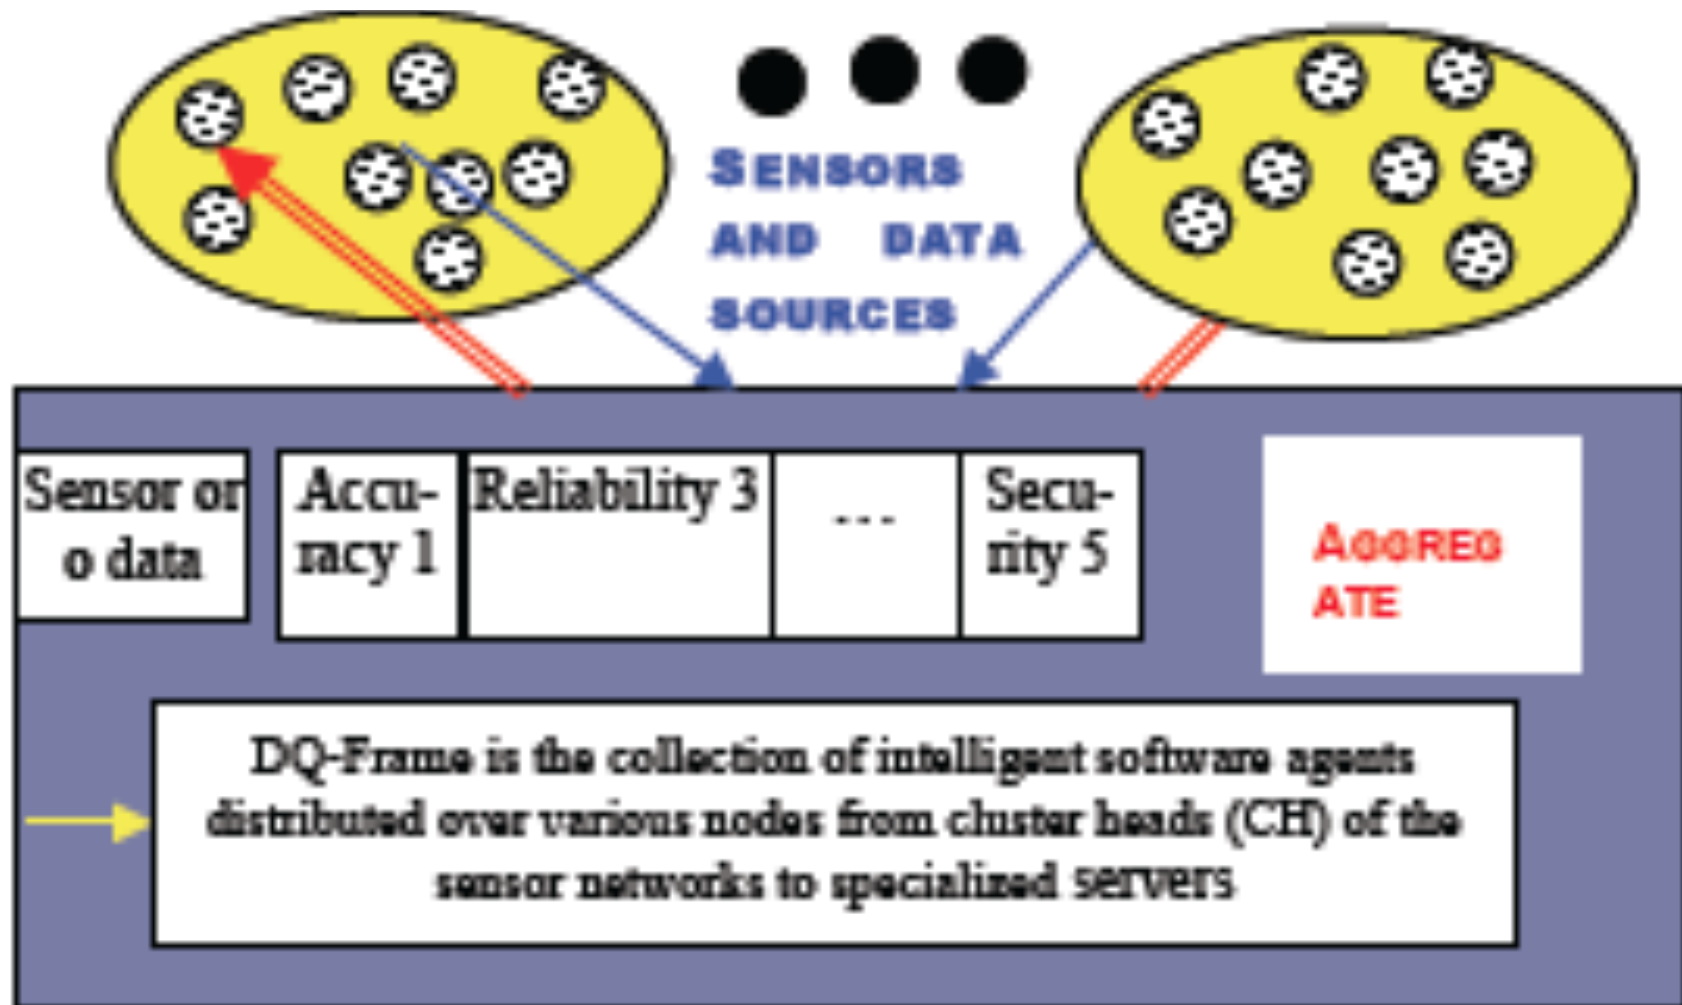 SENSORS
AND DATA
SOURCES
Sensor or
o data
Accu-
racy 1
Reliability 3
---
Secu-
rity 5
AGGREG
ATE
DQ-Frame is the collection of intelligent software agents
distributed over various nodes from cluster heads (CH) of the
sensor networks to specialized servers